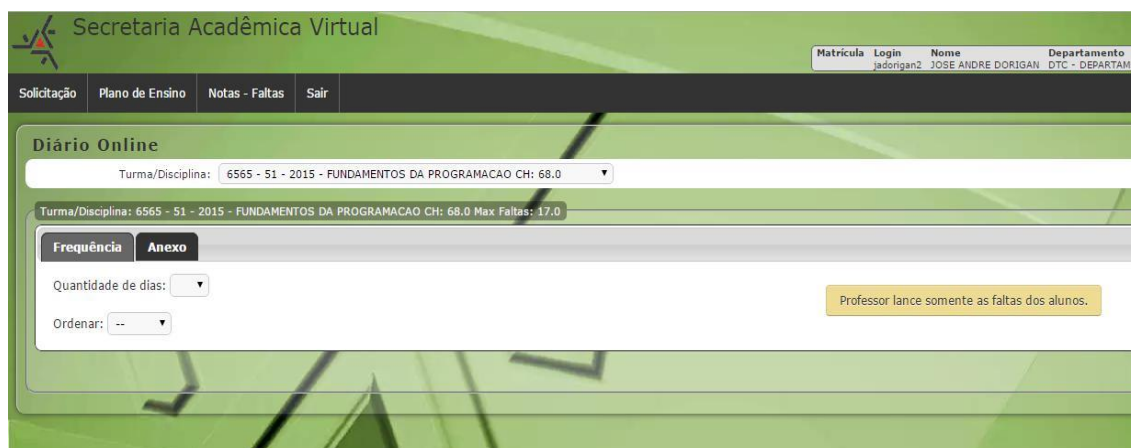 Secretaria Acadêmica Virtual
Matrícula Login Nome Departamento
jadorigan2 JOSE ANDRE DORIGAN DTC - DEPARTAM
Solicitação Plano de Ensino Notas - Faltas Sair
Diário Online
Turma/Disciplina: 6565 - 51 - 2015 - FUNDAMENTOS DA PROGRAMACAO CH: 68.0
Turma/Disciplina: 6565 - 51 - 2015 - FUNDAMENTOS DA PROGRAMACAO CH: 68.0 Max Faltas: 17.0
Frequência Anexo
Quantidade de dias:
Professor lance somente as faltas dos alunos.
Ordenar: --